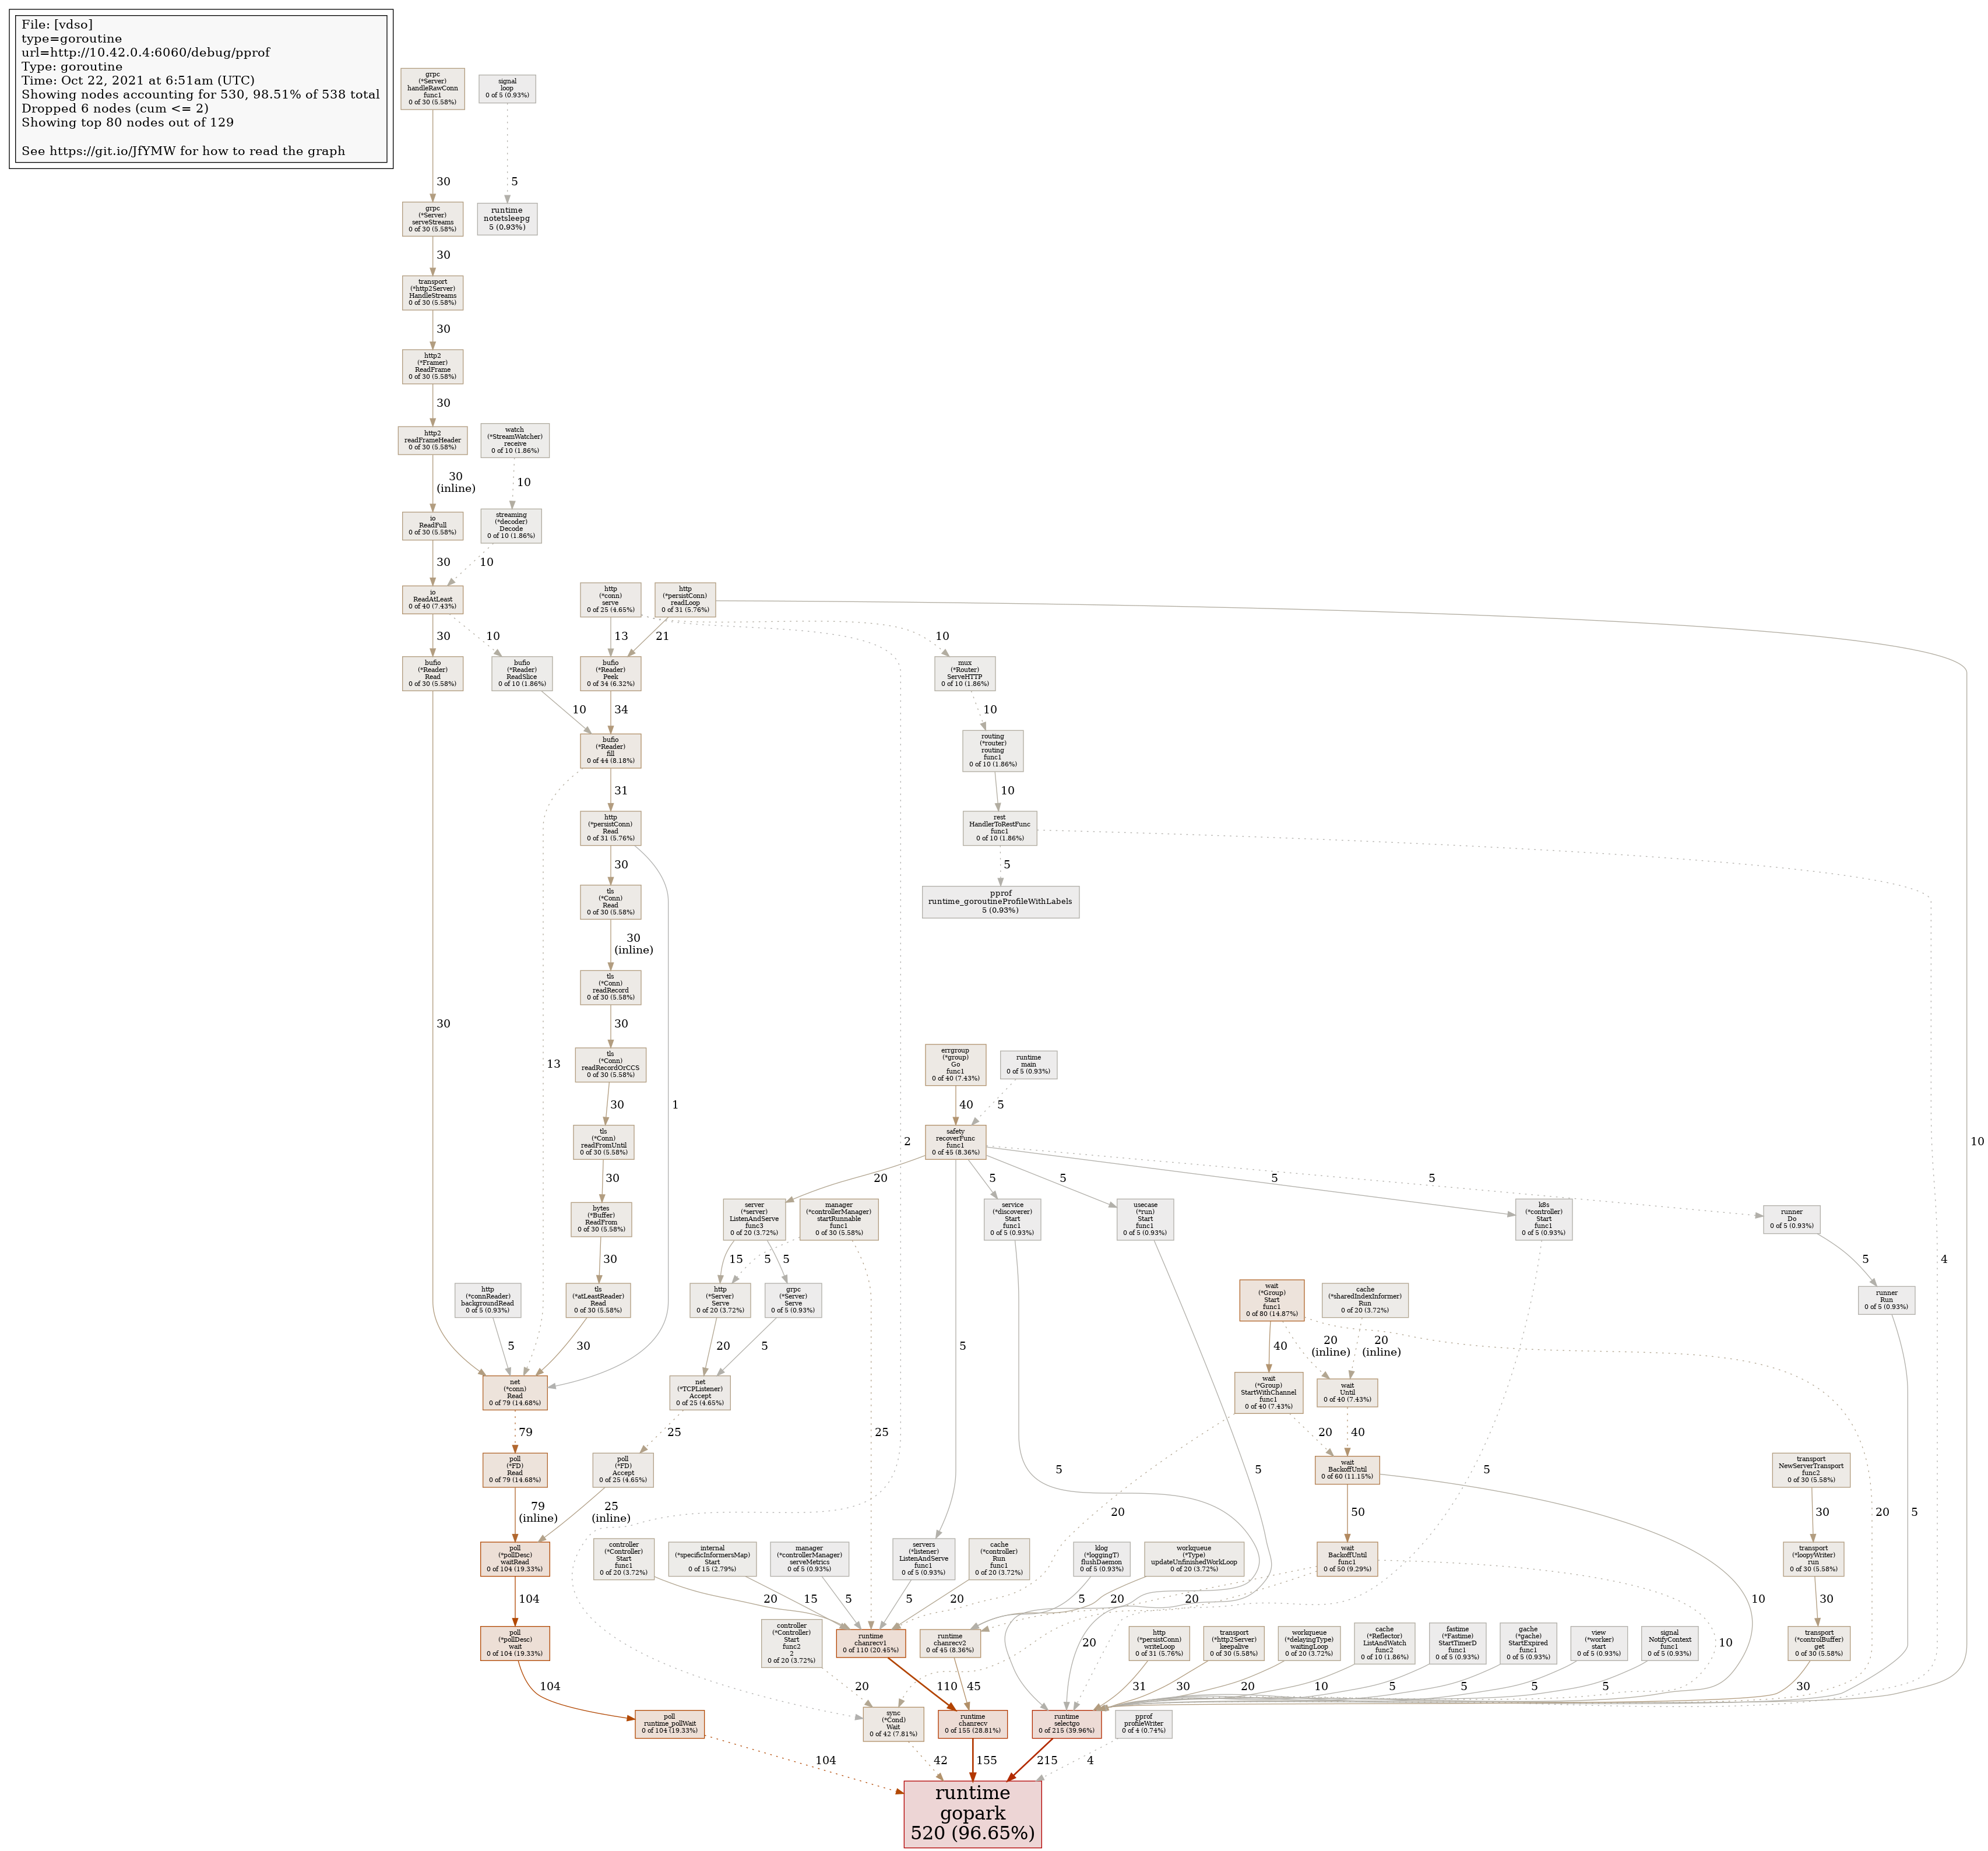 File: [vdso]
type=goroutine
url=http://10.42.0.4:6060/debug/pprof
Type: goroutine
Time: Oct 22, 2021 at 6:51am (UTC)
Showing nodes accounting for 530, 98.51% of 538 total
Dropped 6 nodes (cum <= 2)
Showing top 80 nodes out of 129
See https://git.io/JfYMW for how to read the graph
grpc
(*Server)
handleRawConn
func1
0 of 30 (5.58%)
signal
loop
0 of 5 (0.93%)
30
5
grpc
(*Server)
serveStreams
0 of 30 (5.58%)
runtime
notetsleepg
5 (0.93%)
30
transport
(*http2Server)
HandleStreams
0 of 30 (5.58%)
30
http2
(*Framer)
ReadFrame
0 of 30 (5.58%)
30
http2
readFrameHeader
0 of 30 (5.58%)
watch
(*StreamWatcher)
receive
0 of 10 (1.86%)
30
(inline)
10
io
ReadFull
0 of 30 (5.58%)
streaming
(*decoder)
Decode
0 of 10 (1.86%)
30
10
io
ReadAtLeast
0 of 40 (7.43%)
http
(*conn)
serve
0 of 25 (4.65%)
http
(*persistConn)
readLoop
0 of 31 (5.76%)
30
10
13
21
10
bufio
(*Reader)
Read
0 of 30 (5.58%)
bufio
(*Reader)
ReadSlice
0 of 10 (1.86%)
bufio
(*Reader)
Peek
0 of 34 (6.32%)
mux
(*Router)
ServeHTTP
0 of 10 (1.86%)
10
34
10
bufio
(*Reader)
fill
0 of 44 (8.18%)
routing
(*router)
routing
func1
0 of 10 (1.86%)
31
10
http
(*persistConn)
Read
0 of 31 (5.76%)
rest
HandlerToRestFunc
func1
0 of 10 (1.86%)
30
5
tls
(*Conn)
Read
0 of 30 (5.58%)
pprof
runtime_goroutineProfileWithLabels
5 (0.93%)
30
(inline)
tls
(*Conn)
readRecord
0 of 30 (5.58%)
30
30
13
tls
(*Conn)
readRecordOrCCS
0 of 30 (5.58%)
errgroup
(*group)
Go
func1
0 of 40 (7.43%)
runtime
main
0 of 5 (0.93%)
30
1
40
5
tls
(*Conn)
readFromUntil
0 of 30 (5.58%)
safety
recoverFunc
func1
0 of 45 (8.36%)
2
10
30
20
5
5
5
5
bytes
(*Buffer)
ReadFrom
0 of 30 (5.58%)
server
(*server)
ListenAndServe
func3
0 of 20 (3.72%)
manager
(*controllerManager)
startRunnable
func1
0 of 30 (5.58%)
service
(*discoverer)
Start
func1
0 of 5 (0.93%)
usecase
(*run)
Start
func1
0 of 5 (0.93%)
k8s
(*controller)
Start
func1
0 of 5 (0.93%)
runner
Do
0 of 5 (0.93%)
30
15
5
5
5
4
http
(*connReader)
backgroundRead
0 of 5 (0.93%)
tls
(*atLeastReader)
Read
0 of 30 (5.58%)
http
(*Server)
Serve
0 of 20 (3.72%)
grpc
(*Server)
Serve
0 of 5 (0.93%)
wait
(*Group)
Start
func1
0 of 80 (14.87%)
cache
(*sharedIndexInformer)
Run
0 of 20 (3.72%)
runner
Run
0 of 5 (0.93%)
5
30
20
5
5
40
20
(inline)
20
(inline)
net
(*conn)
Read
0 of 79 (14.68%)
net
(*TCPListener)
Accept
0 of 25 (4.65%)
wait
(*Group)
StartWithChannel
func1
0 of 40 (7.43%)
wait
Until
0 of 40 (7.43%)
79
25
25
20
40
poll
(*FD)
Read
0 of 79 (14.68%)
poll
(*FD)
Accept
0 of 25 (4.65%)
5
5
wait
BackoffUntil
0 of 60 (11.15%)
5
transport
NewServerTransport
func2
0 of 30 (5.58%)
79
(inline)
25
(inline)
20
50
30
20
5
poll
(*pollDesc)
waitRead
0 of 104 (19.33%)
controller
(*Controller)
Start
func1
0 of 20 (3.72%)
internal
(*specificInformersMap)
Start
0 of 15 (2.79%)
manager
(*controllerManager)
serveMetrics
0 of 5 (0.93%)
servers
(*listener)
ListenAndServe
func1
0 of 5 (0.93%)
cache
(*controller)
Run
func1
0 of 20 (3.72%)
klog
(*loggingT)
flushDaemon
0 of 5 (0.93%)
workqueue
(*Type)
updateUnfinishedWorkLoop
0 of 20 (3.72%)
wait
BackoffUntil
func1
0 of 50 (9.29%)
transport
(*loopyWriter)
run
0 of 30 (5.58%)
104
20
15
5
5
20
5
20
20
10
30
poll
(*pollDesc)
wait
0 of 104 (19.33%)
controller
(*Controller)
Start
func2
2
0 of 20 (3.72%)
runtime
chanrecv1
0 of 110 (20.45%)
runtime
chanrecv2
0 of 45 (8.36%)
20
http
(*persistConn)
writeLoop
0 of 31 (5.76%)
transport
(*http2Server)
keepalive
0 of 30 (5.58%)
workqueue
(*delayingType)
waitingLoop
0 of 20 (3.72%)
cache
(*Reflector)
ListAndWatch
func2
0 of 10 (1.86%)
fastime
(*Fastime)
StartTimerD
func1
0 of 5 (0.93%)
gache
(*gache)
StartExpired
func1
0 of 5 (0.93%)
view
(*worker)
start
0 of 5 (0.93%)
signal
NotifyContext
func1
0 of 5 (0.93%)
10
transport
(*controlBuffer)
get
0 of 30 (5.58%)
104
20
110
45
31
30
20
10
5
5
5
5
30
poll
runtime_pollWait
0 of 104 (19.33%)
sync
(*Cond)
Wait
0 of 42 (7.81%)
runtime
chanrecv
0 of 155 (28.81%)
runtime
selectgo
0 of 215 (39.96%)
pprof
profileWriter
0 of 4 (0.74%)
104
42
155
215
4
runtime
gopark
520 (96.65%)